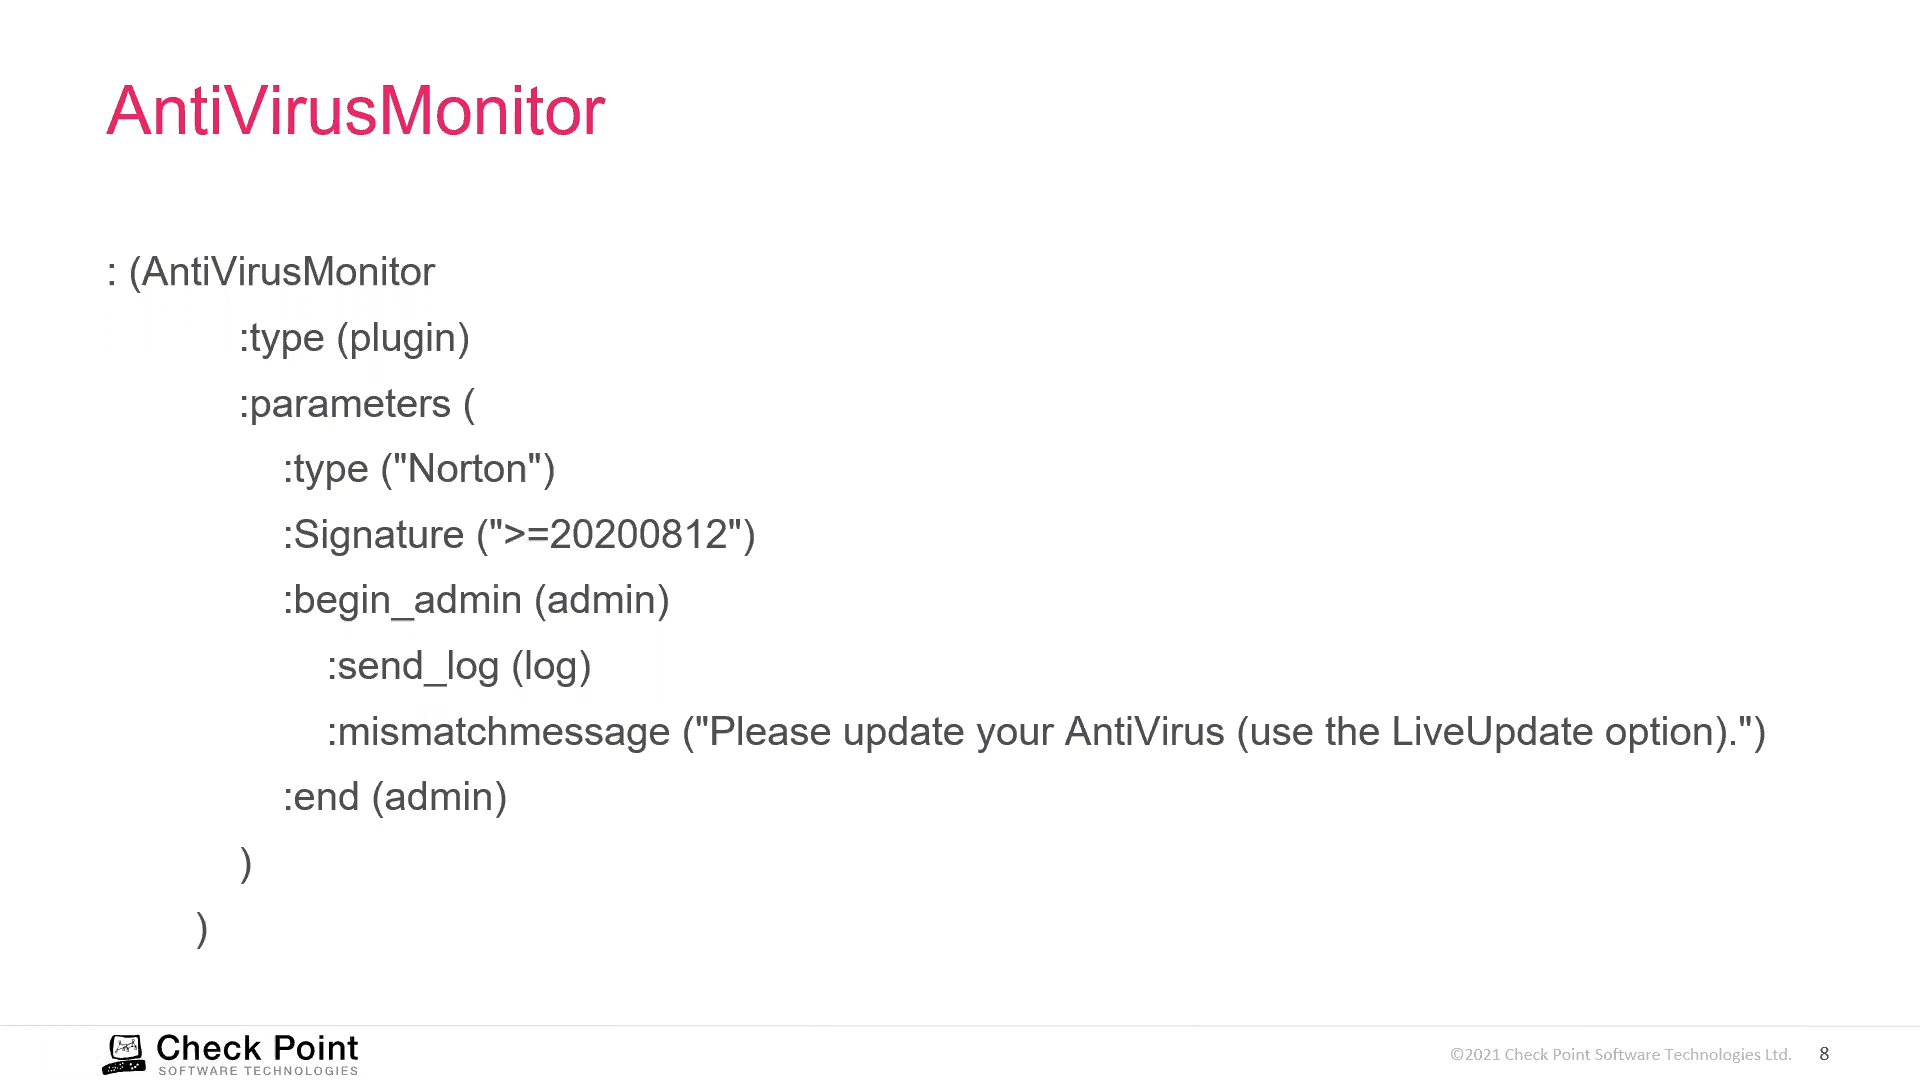 AntiVirusMonitor
: (AntiVirusMonitor
:type (plugin)
:parameters (
:type ("Norton")
:Signature (">=20200812")
:begin_admin (admin)
:send_log (log)
:mismatchmessage ("Please update your AntiVirus (use the LiveUpdate option).")
:end (admin)
)
)
Check Point
SOFTWARE TECHNOLOGIES
©2021 Check Point Software Technologies Ltd. 8